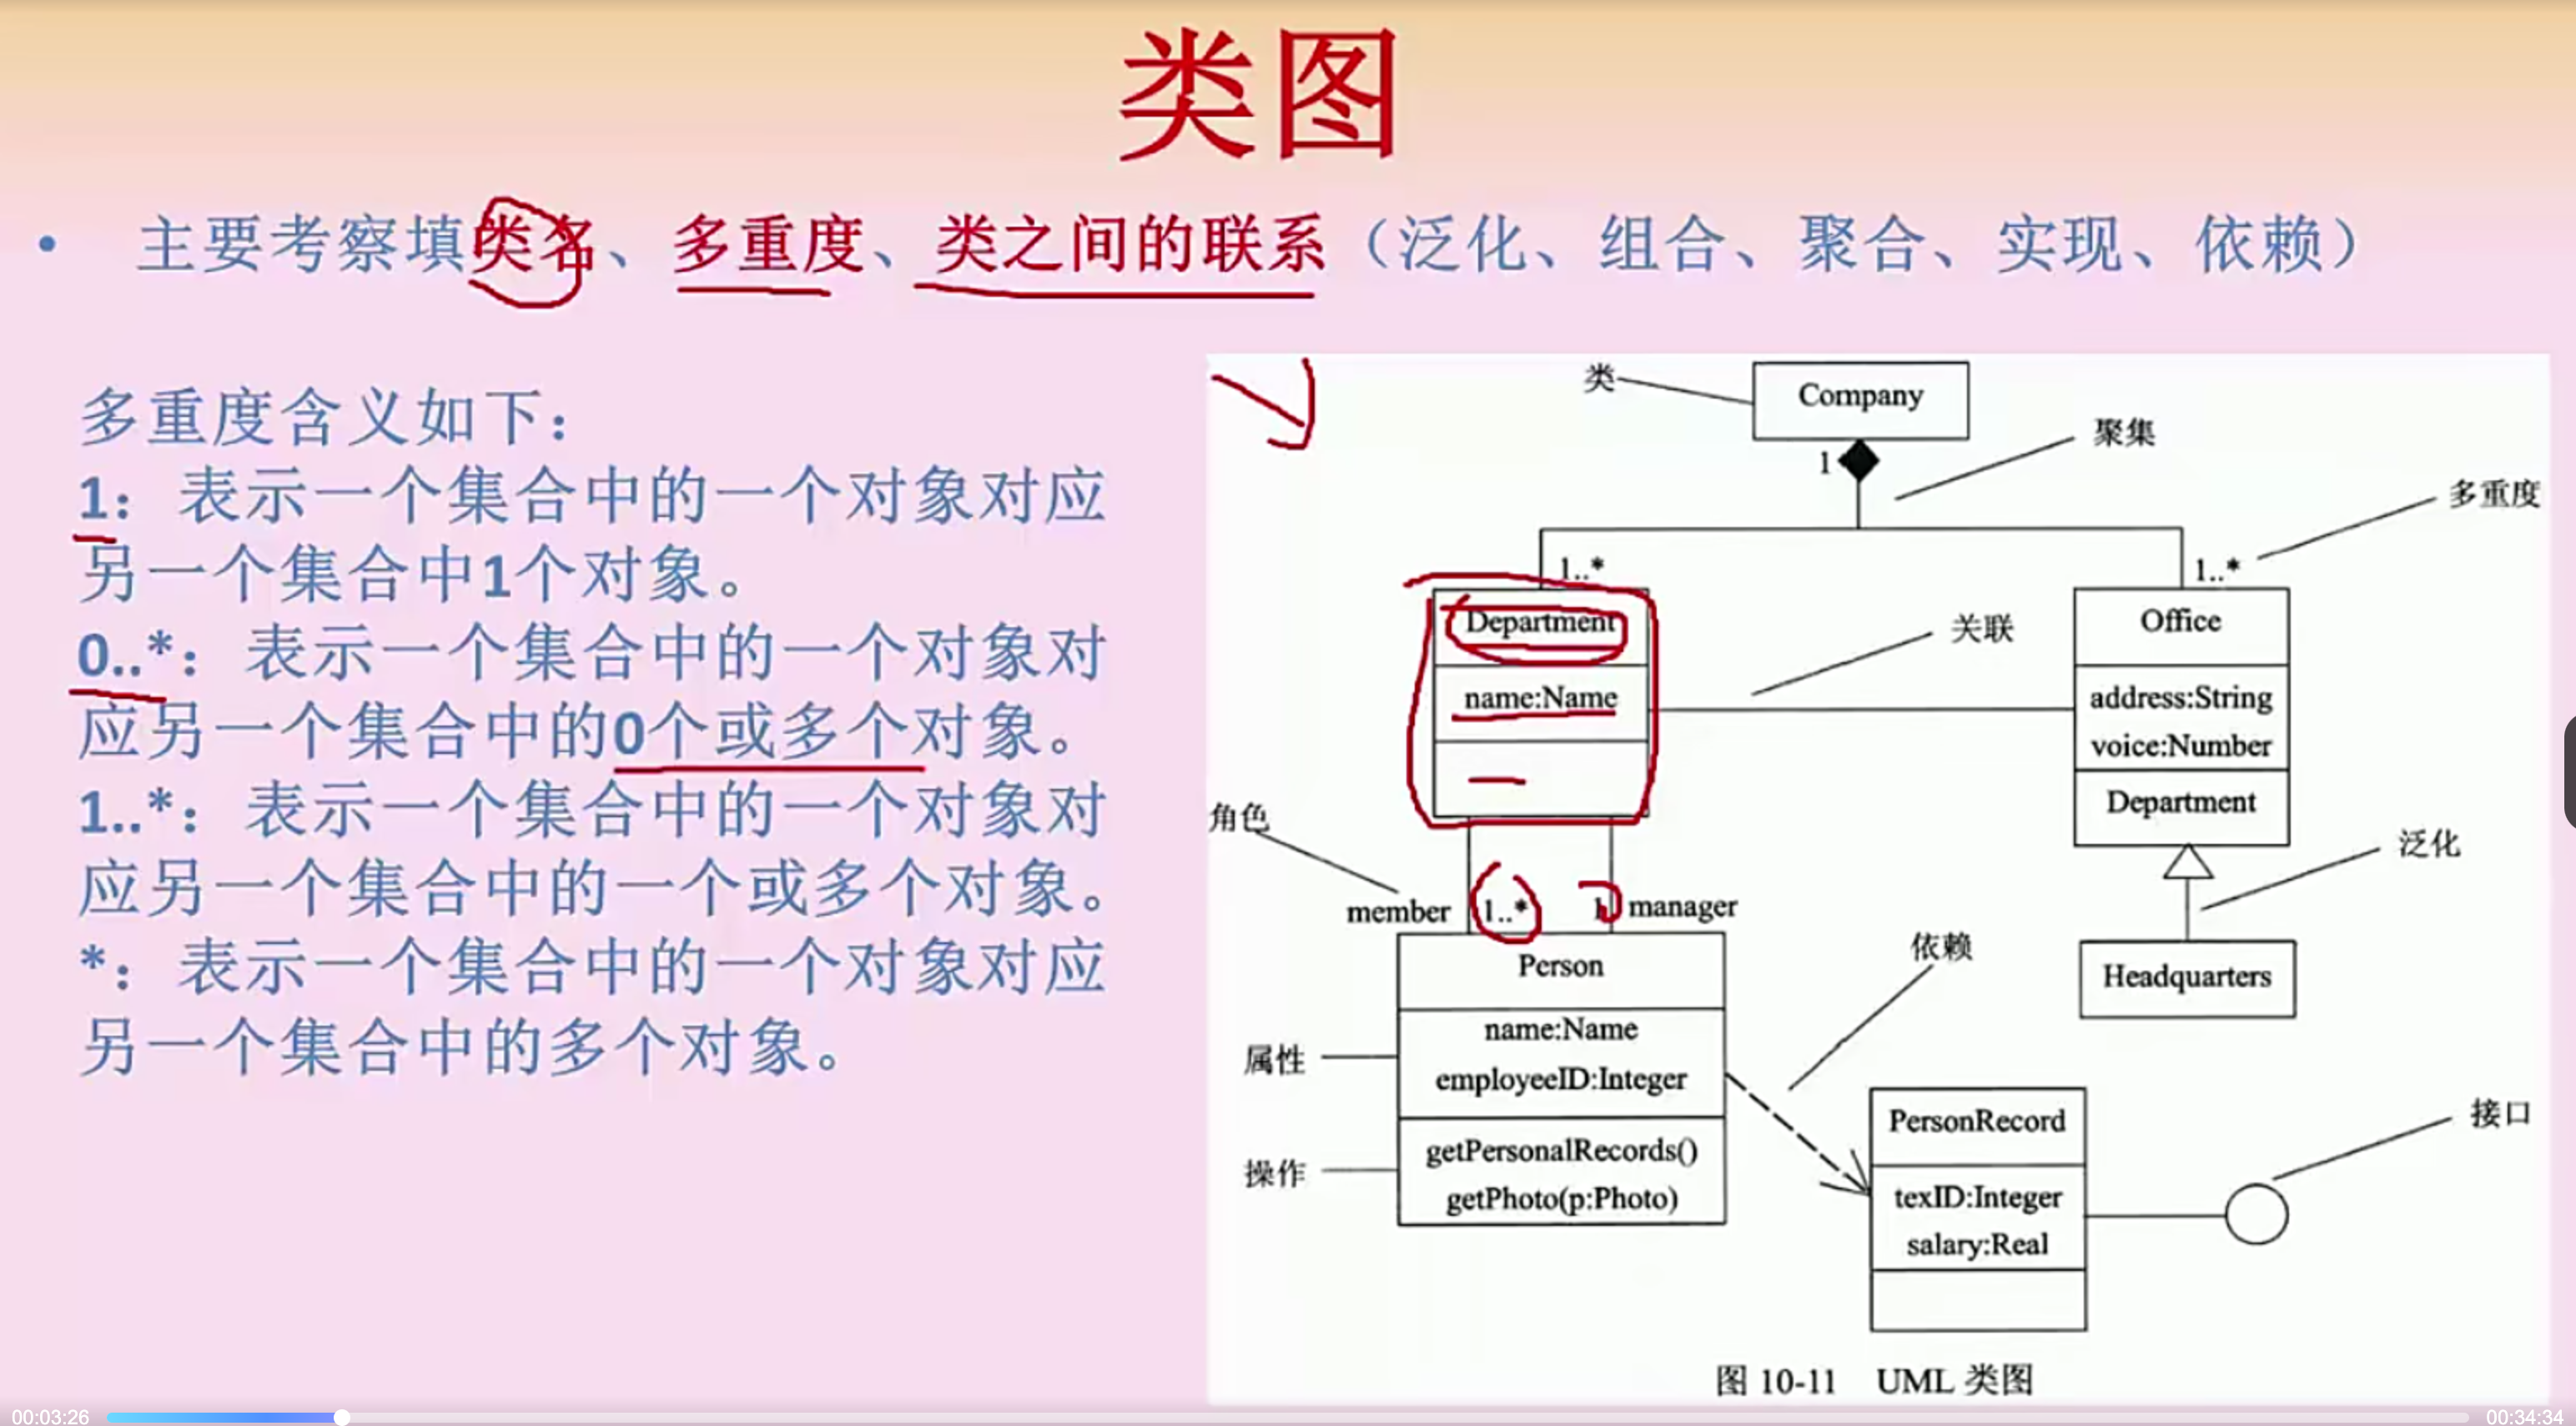 类图
• 主要考察填类名、多重度、类之间的联系（泛化、组合、聚合、实现、依赖）
多重度含义如下：
1：表示一个集合中的一个对象对应
另一个集合中1个对象。
0..*：表示一个集合中的一个对象对
应另一个集合中的0个或多个对象。
1..*：表示一个集合中的一个对象对
应另一个集合中的一个或多个对象。
*：表示一个集合中的一个对象对应
另一个集合中的多个对象。
类
Company
聚集
1
多重度
1..*
1..*
Department
Office
关联
name:Name
address:String
voice:Number
Department
角色
泛化
member
1..*
1
manager
依赖
Person
Headquarters
name:Name
属性
employeeID:Integer
PersonRecord
接口
getPersonalRecords()
操作
getPhoto(p:Photo)
texID:Integer
salary:Real
图 10-11 UML 类图
00:03:26
00:34:34